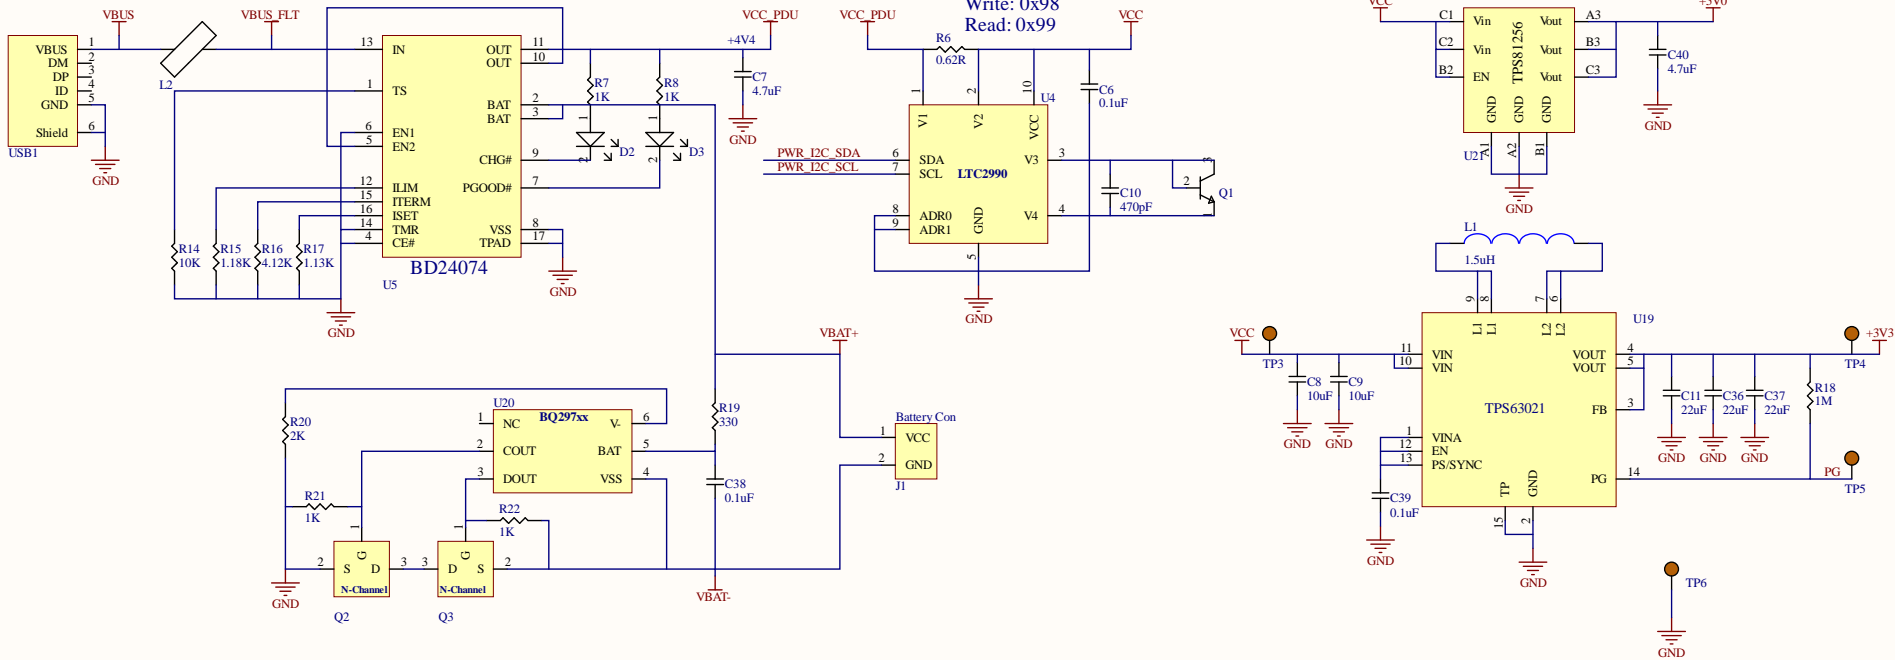 VBUS
VBUS_FLT
VCC_PDU
VCC_PDU
Write: 0x98
Read: 0x99
VCC
VCC
+5V0
VBUS 1
DM 2
DP 3
ID 4
GND 5
Shield 6
USB1
GND
L2
13 IN
1 TS
6 EN1
5 EN2
12 ILIM
15 ITERM
16 ISET
14 TMR
4 CE#
OUT 11
OUT 10
BAT 2
BAT 3
CHG# 9
PGOOD# 7
VSS 8
TPAD 17
BD24074
U5
R14
10K
R15
1.18K
R16
4.12K
R17
1.13K
GND
GND
R7
1K
R8
1K
1
2
D2
1
2
D3
+4V4
C7
4.7uF
GND
R6
0.62R
1
2
10
U4
V1
V2
VCC
PWR_I2C_SDA
PWR_I2C_SCL
6 SDA
7 SCL
LTC2990
V3 3
8 ADR0
9 ADR1
GND
V4 4
5
GND
C6
0.1uF
C10
470pF
3
2
1
Q1
C1 Vin
C2 Vin
B2 EN
TPS81256
Vout A3
Vout B3
Vout C3
GND
GND
GND
U21
A1
A2
B1
GND
C40
4.7uF
GND
L1
1.5uH
9
8
7
6
U19
L1
L1
L2
L2
VCC
TP3
C8
10uF
C9
10uF
GND
GND
11 VIN
10 VIN
TPS63021
1 VINA
12 EN
13 PS/SYNC
VOUT 4
VOUT 5
FB 3
PG 14
TP
GND
15
2
GND
C39
0.1uF
GND
C11
22uF
C36
22uF
C37
22uF
GND
GND
GND
R18
1M
TP4
+3V3
PG
TP5
TP6
GND
VBAT+
R20
2K
U20
BQ297xx
1 NC
2 COUT
3 DOUT
V- 6
BAT 5
VSS 4
R19
330
C38
0.1uF
VBAT-
Battery Con
1 VCC
2 GND
J1
R21
1K
R22
1K
1
1
GND
2
G
S D
N-Channel
3
3
G
D S
N-Channel
2
Q2
Q3